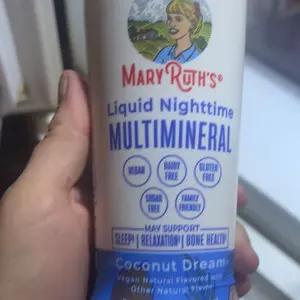 MARYRUTH'S®
Liquid Nighttime
MULTIMINERAL
VEGAN
DAIRY FREE
GLUTEN FREE
SUGAR FREE
FAMILY FRIENDLY
MAY SUPPORT
SLEEP† | RELAXATION† | BONE HEALTH†
Coconut Dream
Vegan Natural Flavored with
Other Natural Flavor